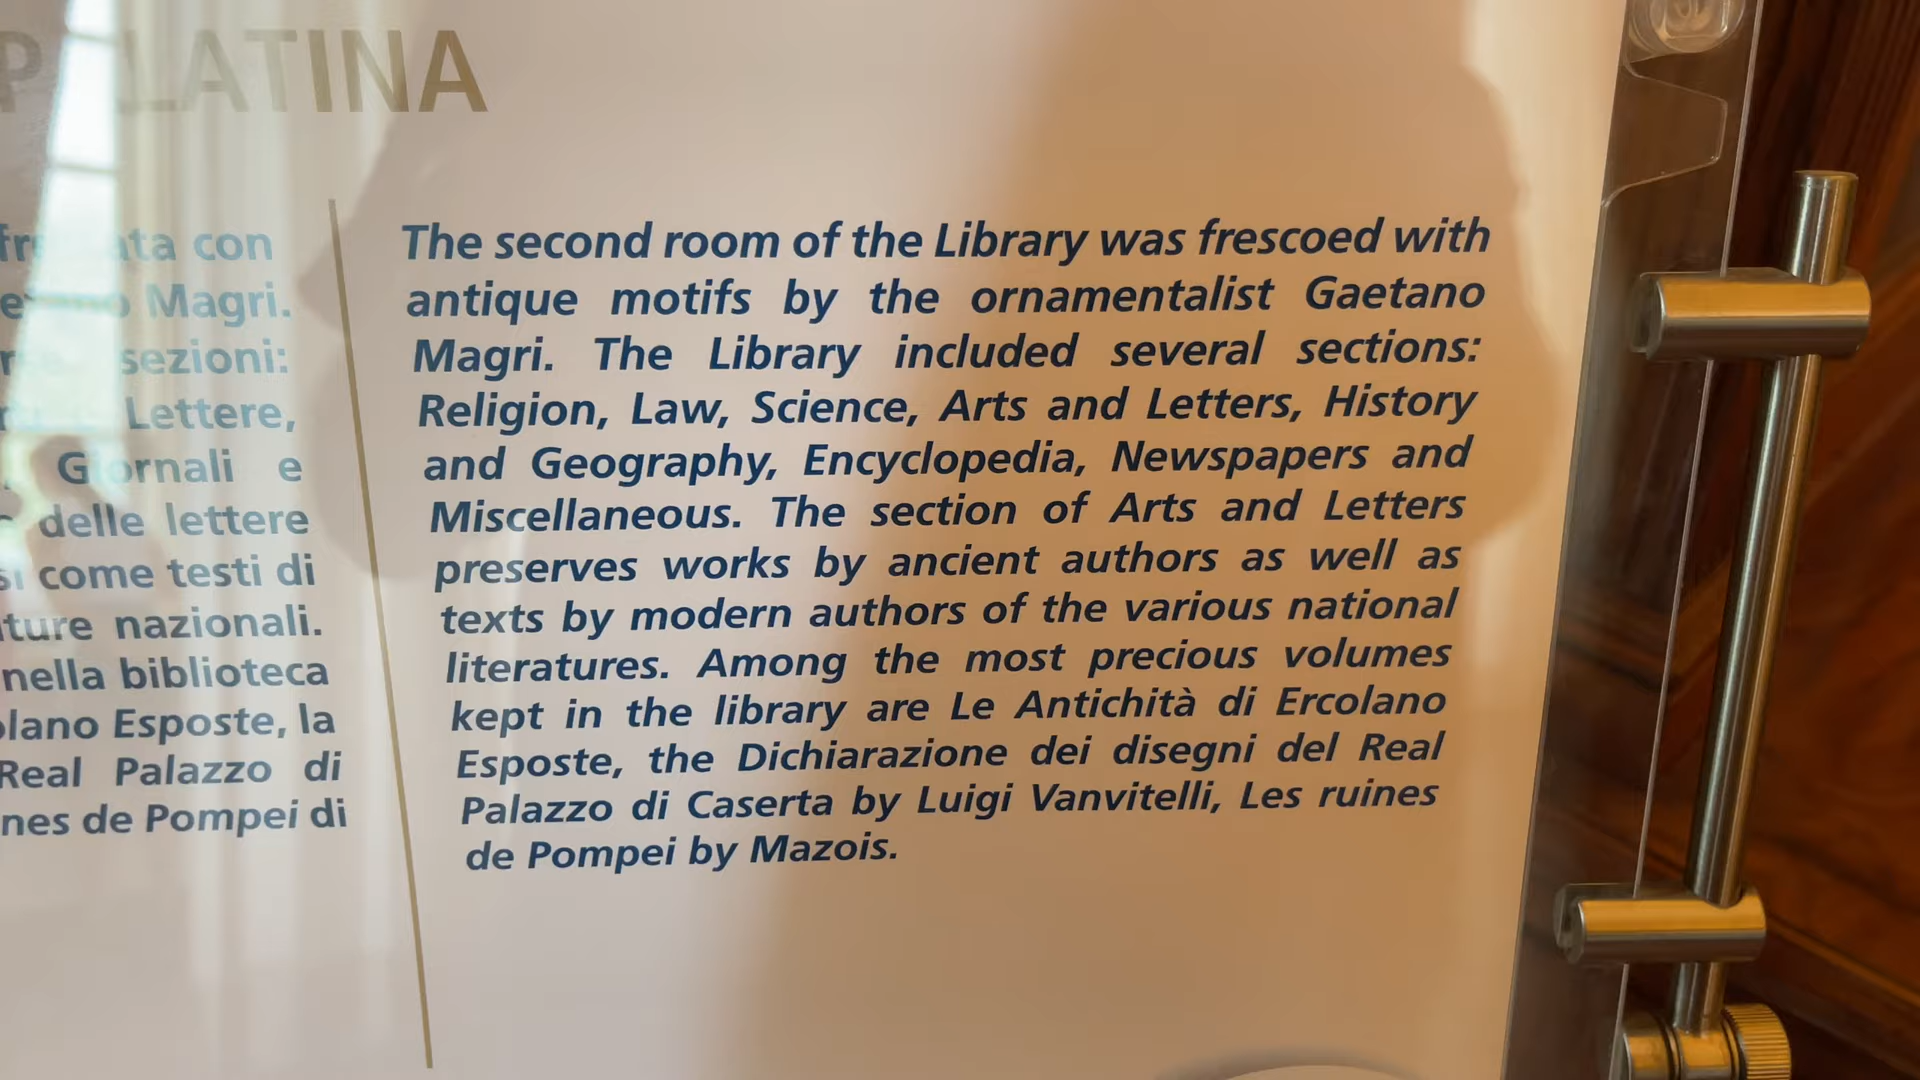 LATINA
con
Magri.
sezioni:
Lettere,
Giornali e
delle lettere
come testi di
nazionali.
nella biblioteca
Esposte, la
Real Palazzo di
de Pompei di
The second room of the Library was frescoed with
antique motifs by the ornamentalist Gaetano
Magri. The Library included several sections:
Religion, Law, Science, Arts and Letters, History
and Geography, Encyclopedia, Newspapers and
Miscellaneous. The section of Arts and Letters
preserves works by ancient authors as well as
texts by modern authors of the various national
literatures. Among the most precious volumes
kept in the library are Le Antichità di Ercolano
Esposte, the Dichiarazione dei disegni del Real
Palazzo di Caserta by Luigi Vanvitelli, Les ruines
de Pompei by Mazois.